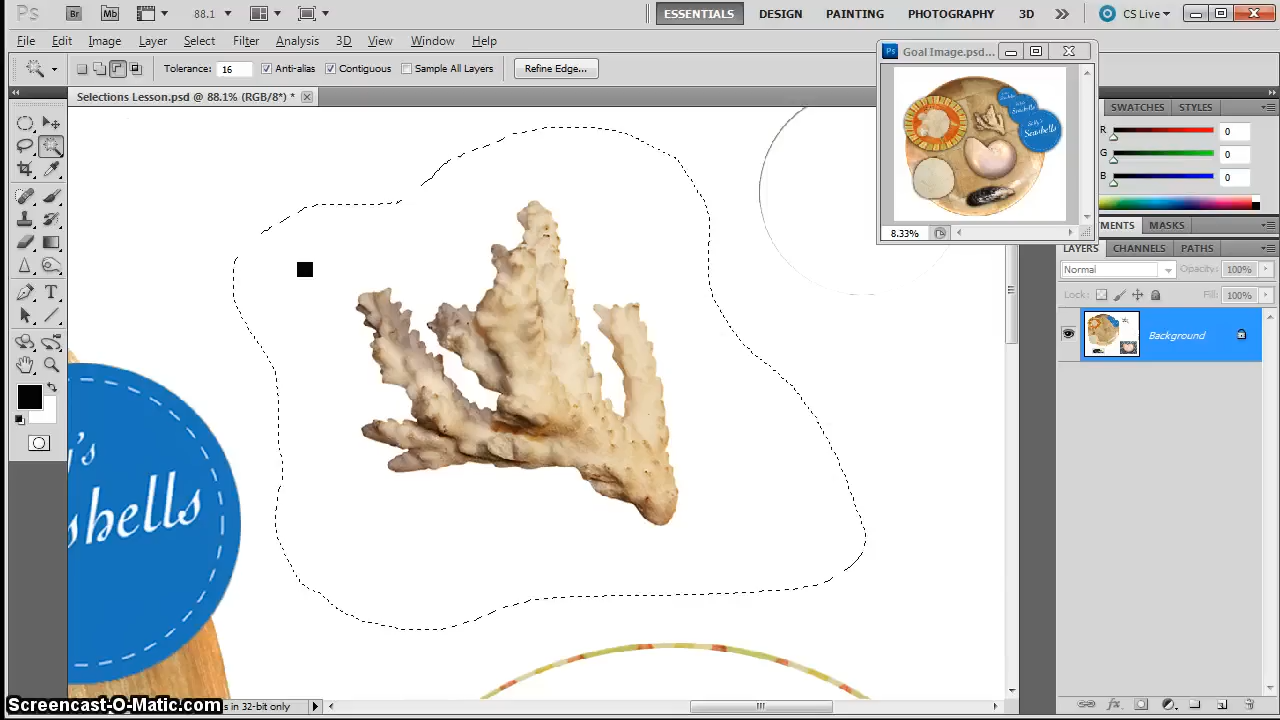 Ps Br Mb 88.1 ESSENTIALS DESIGN PAINTING PHOTOGRAPHY 3D CS Live
File Edit Image Layer Select Filter Analysis 3D View Window Help
Tolerance: 16 Anti-alias Contiguous Sample All Layers Refine Edge...
Selections Lesson.psd @ 88.1% (RGB/8*) *
Ps Goal Image.psd...
Seashells
8.33%
SWATCHES STYLES
R 0
G 0
B 0
MENTS MASKS
LAYERS CHANNELS PATHS
Normal Opacity: 100%
Lock: Fill: 100%
Background
y's
shells
Screencast-O-Matic.com
s in 32-bit only